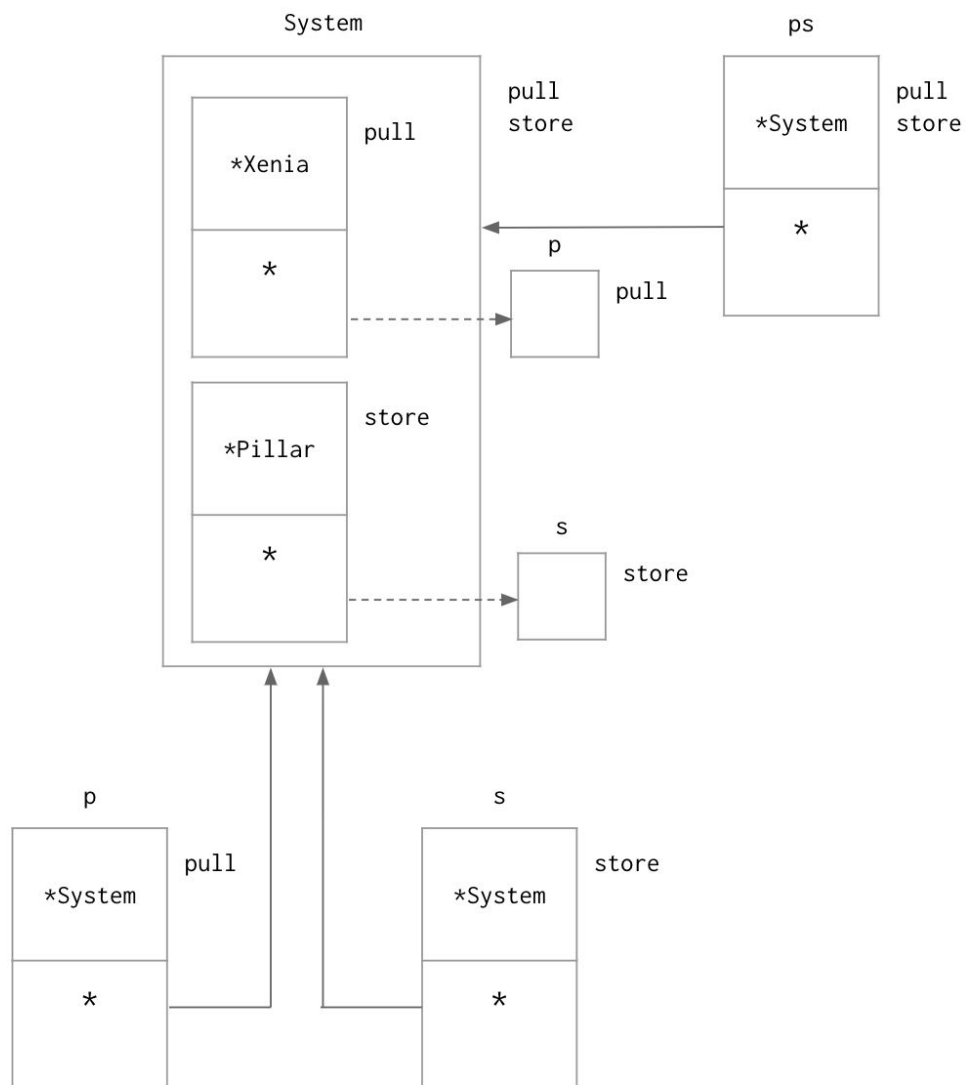 System
ps
pull
store
*System
pull
store
*Xenia
pull
*
*
p
pull
*Pillar
store
*
s
store
p
*System
pull
*
s
*System
store
*